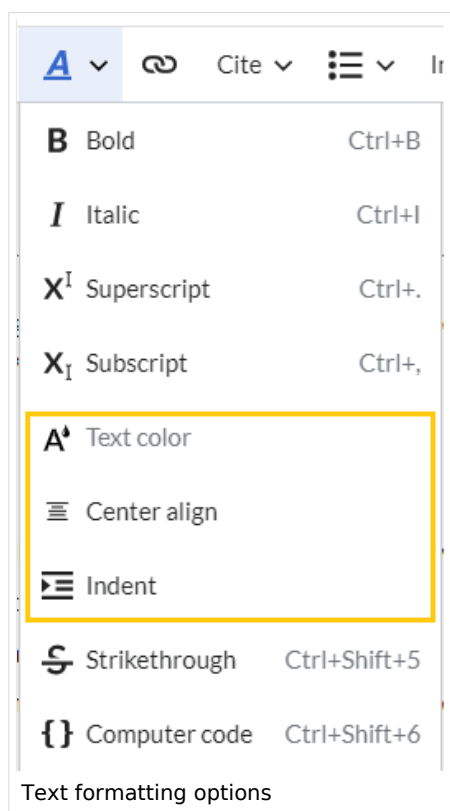 A Cite
B Bold Ctrl+B
I Italic Ctrl+I
X^I Superscript Ctrl+.
X_I Subscript Ctrl+,
A Text color
Center align
Indent
S Strikethrough Ctrl+Shift+5
{} Computer code Ctrl+Shift+6
Text formatting options